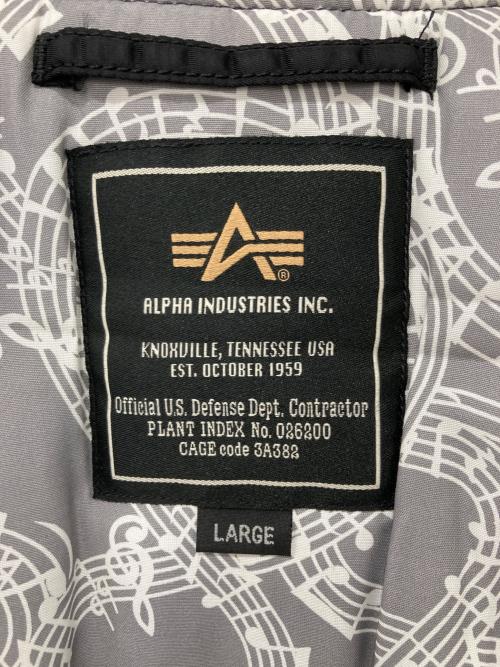 ®
ALPHA INDUSTRIES INC.
KNOXVILLE, TENNESSEE USA
EST. OCTOBER 1959
Official U.S. Defense Dept. Contractor
PLANT INDEX No. 026200
CAGE code 3A382
LARGE